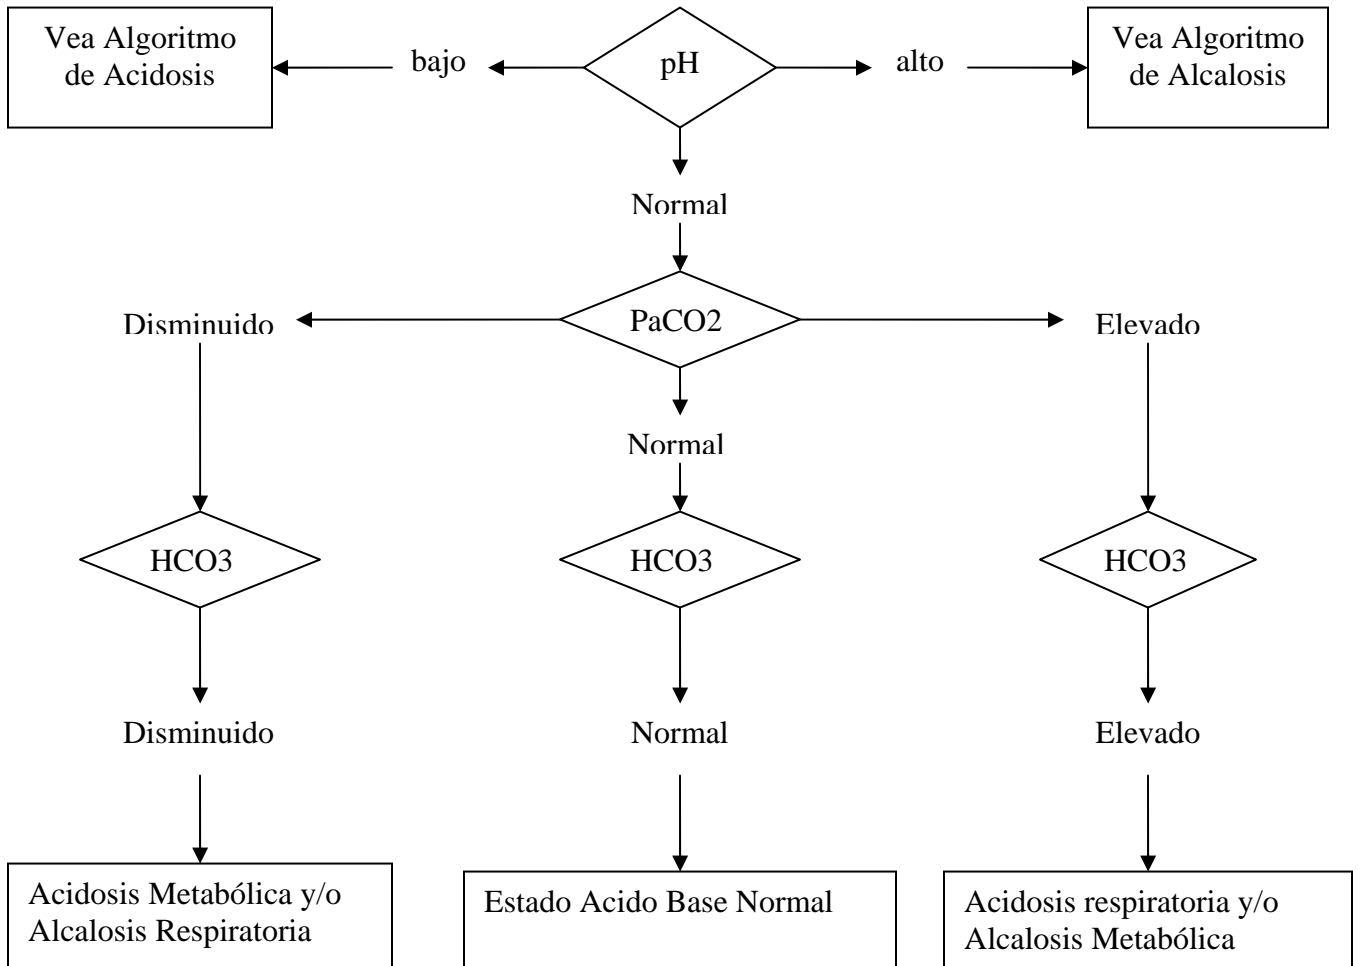 Vea Algoritmo
de Acidosis
bajo
pH
alto
Vea Algoritmo
de Alcalosis
Normal
Disminuido
PaCO2
Elevado
Normal
HCO3
HCO3
HCO3
Disminuido
Normal
Elevado
Acidosis Metabólica y/o
Alcalosis Respiratoria
Estado Acido Base Normal
Acidosis respiratoria y/o
Alcalosis Metabólica